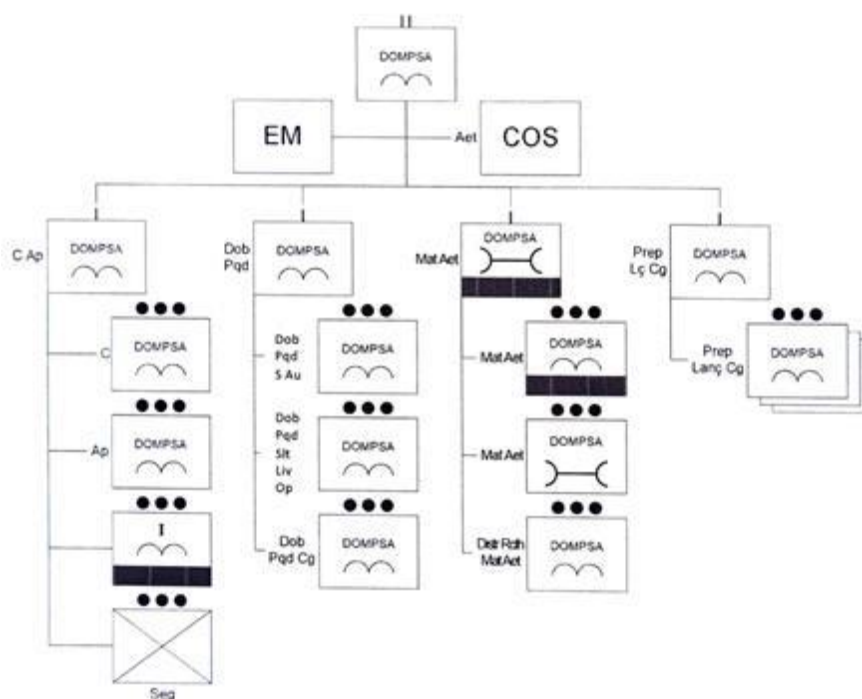 DOMPSA
EM
Aet
COS
C Ap
DOMPSA
Dob
Pqd
DOMPSA
Mat Aet
DOMPSA
Prep
Lç Cg
DOMPSA
C
DOMPSA
Dob
Pqd
S Au
DOMPSA
Mat Aet
DOMPSA
Prep
Lanç Cg
DOMPSA
Ap
DOMPSA
Dob
Pqd
Slt
Liv
Op
DOMPSA
Mat Aet
DOMPSA
I
Dob
Pqd Cg
DOMPSA
Mat Aet
DOMPSA
Seg